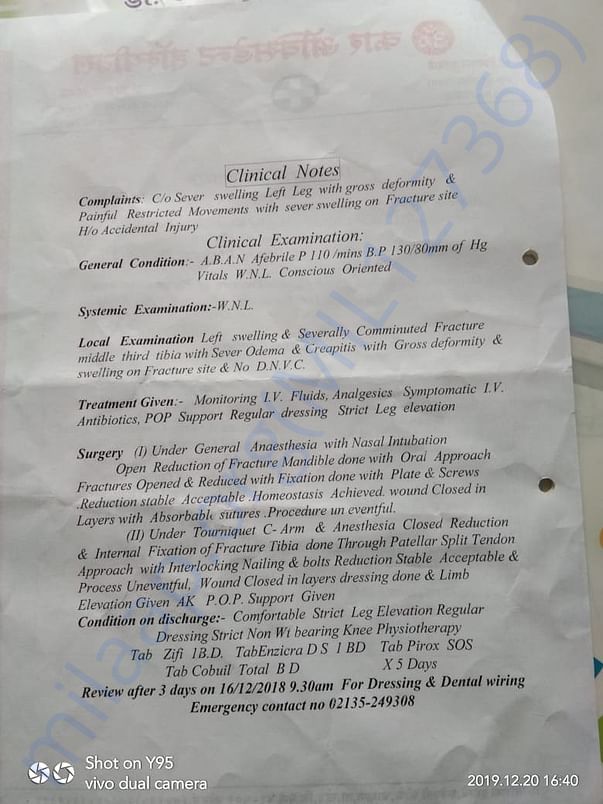 Clinical Notes
Complaints: C/o Sever swelling Left Leg with gross deformity &
Painful Restricted Movements with sever swelling on Fracture site
H/o Accidental Injury
Clinical Examination:
General Condition:- A.B.A.N Afebrile P 110 /mins B.P 130/80mm of Hg
Vitals W.N.L. Conscious Oriented
Systemic Examination:-W.N.L.
Local Examination Left swelling & Severally Comminuted Fracture
middle third tibia with Sever Odema & Creapitis with Gross deformity &
swelling on Fracture site & No D.N.V.C.
Treatment Given:- Monitoring I.V. Fluids, Analgesics Symptomatic I.V.
Antibiotics, POP Support Regular dressing Strict Leg elevation
Surgery (I) Under General Anaesthesia with Nasal Intubation
Open Reduction of Fracture Mandible done with Oral Approach
Fractures Opened & Reduced with Fixation done with Plate & Screws
.Reduction stable Acceptable .Homeostasis Achieved. wound Closed in
Layers with Absorbable sutures .Procedure un eventful.
(II) Under Tourniquet C- Arm & Anesthesia Closed Reduction
& Internal Fixation of Fracture Tibia done Through Patellar Split Tendon
Approach with Interlocking Nailing & bolts Reduction Stable Acceptable &
Process Uneventful, Wound Closed in layers dressing done & Limb
Elevation Given AK P.O.P. Support Given
Condition on discharge:- Comfortable Strict Leg Elevation Regular
Dressing Strict Non Wt bearing Knee Physiotherapy
Tab Zifi 1B.D. TabEnzicra D S 1 BD Tab Pirox SOS
Tab Cobuil Total B D X 5 Days
Review after 3 days on 16/12/2018 9.30am For Dressing & Dental wiring
Emergency contact no 02135-249308
Shot on Y95
vivo dual camera
2019.12.20 16:40